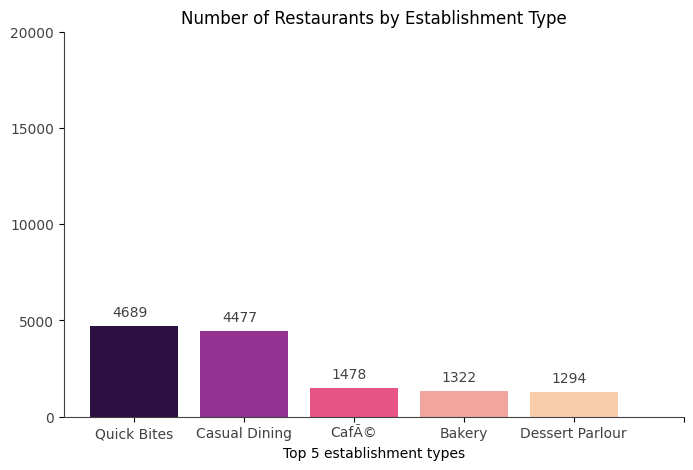 Number of Restaurants by Establishment Type
20000
15000
10000
5000
0
4689
4477
1478
1322
1294
Quick Bites
Casual Dining
CafÃ©
Bakery
Dessert Parlour
Top 5 establishment types